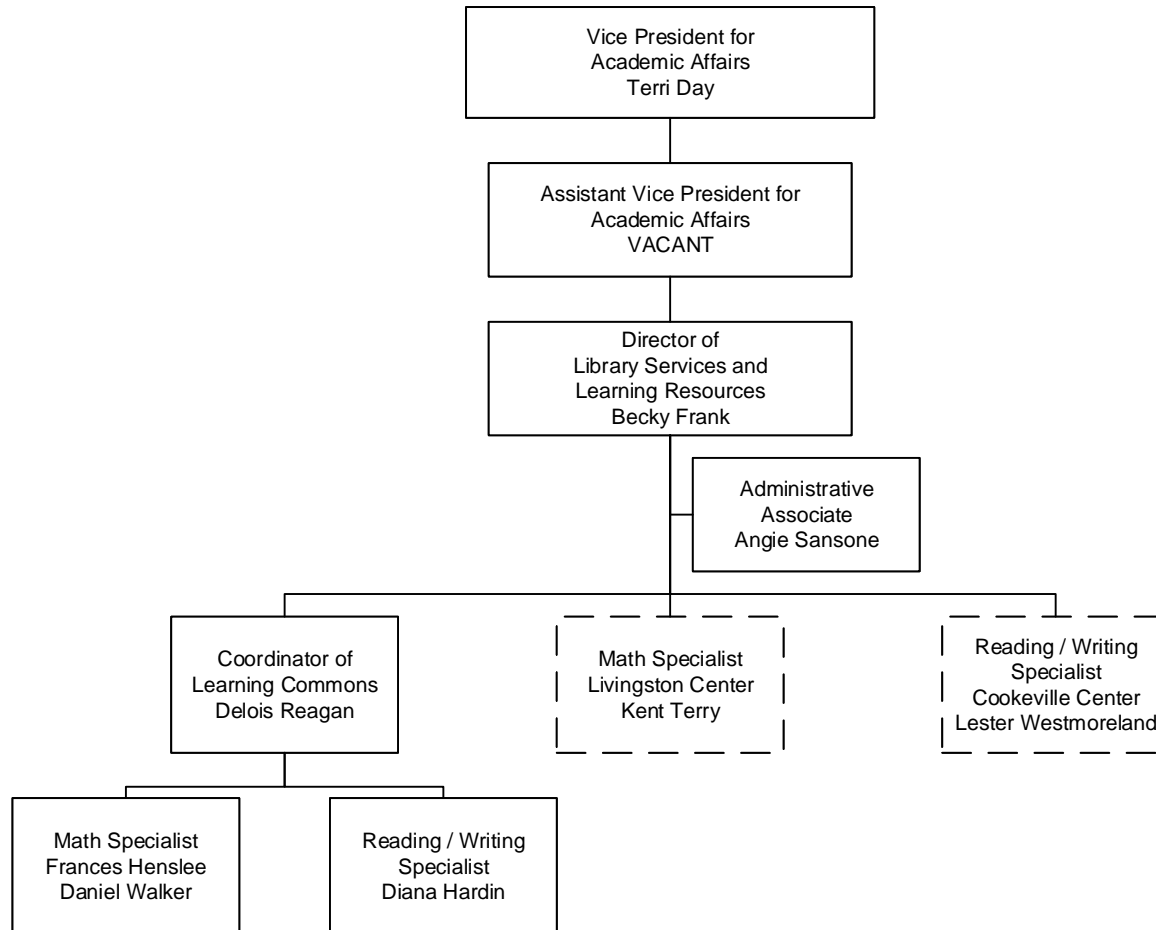 Vice President for
Academic Affairs
Terri Day
Assistant Vice President for
Academic Affairs
VACANT
Director of
Library Services and
Learning Resources
Becky Frank
Administrative
Associate
Angie Sansone
Coordinator of
Learning Commons
Delois Reagan
Math Specialist
Livingston Center
Kent Terry
Reading / Writing
Specialist
Cookeville Center
Lester Westmoreland
Math Specialist
Frances Henslee
Daniel Walker
Reading / Writing
Specialist
Diana Hardin